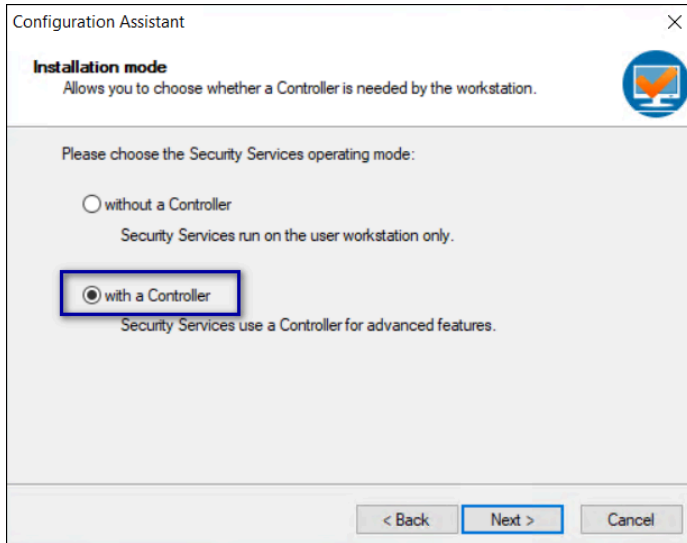 Configuration Assistant
Installation mode
Allows you to choose whether a Controller is needed by the workstation.
Please choose the Security Services operating mode:
without a Controller
Security Services run on the user workstation only.
with a Controller
Security Services use a Controller for advanced features.
< Back Next > Cancel